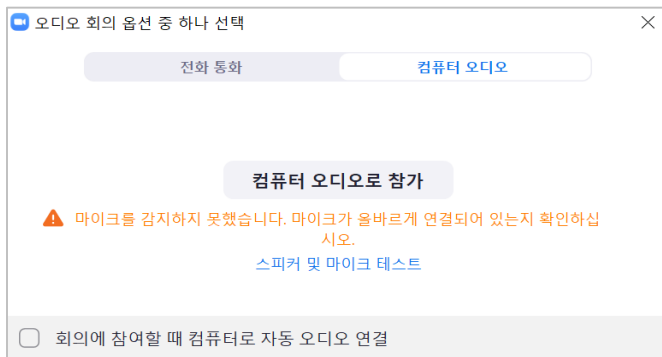 오디오 회의 옵션 중 하나 선택
전화 통화
컴퓨터 오디오
컴퓨터 오디오로 참가
마이크를 감지하지 못했습니다. 마이크가 올바르게 연결되어 있는지 확인하십
시오.
스피커 및 마이크 테스트
회의에 참여할 때 컴퓨터로 자동 오디오 연결